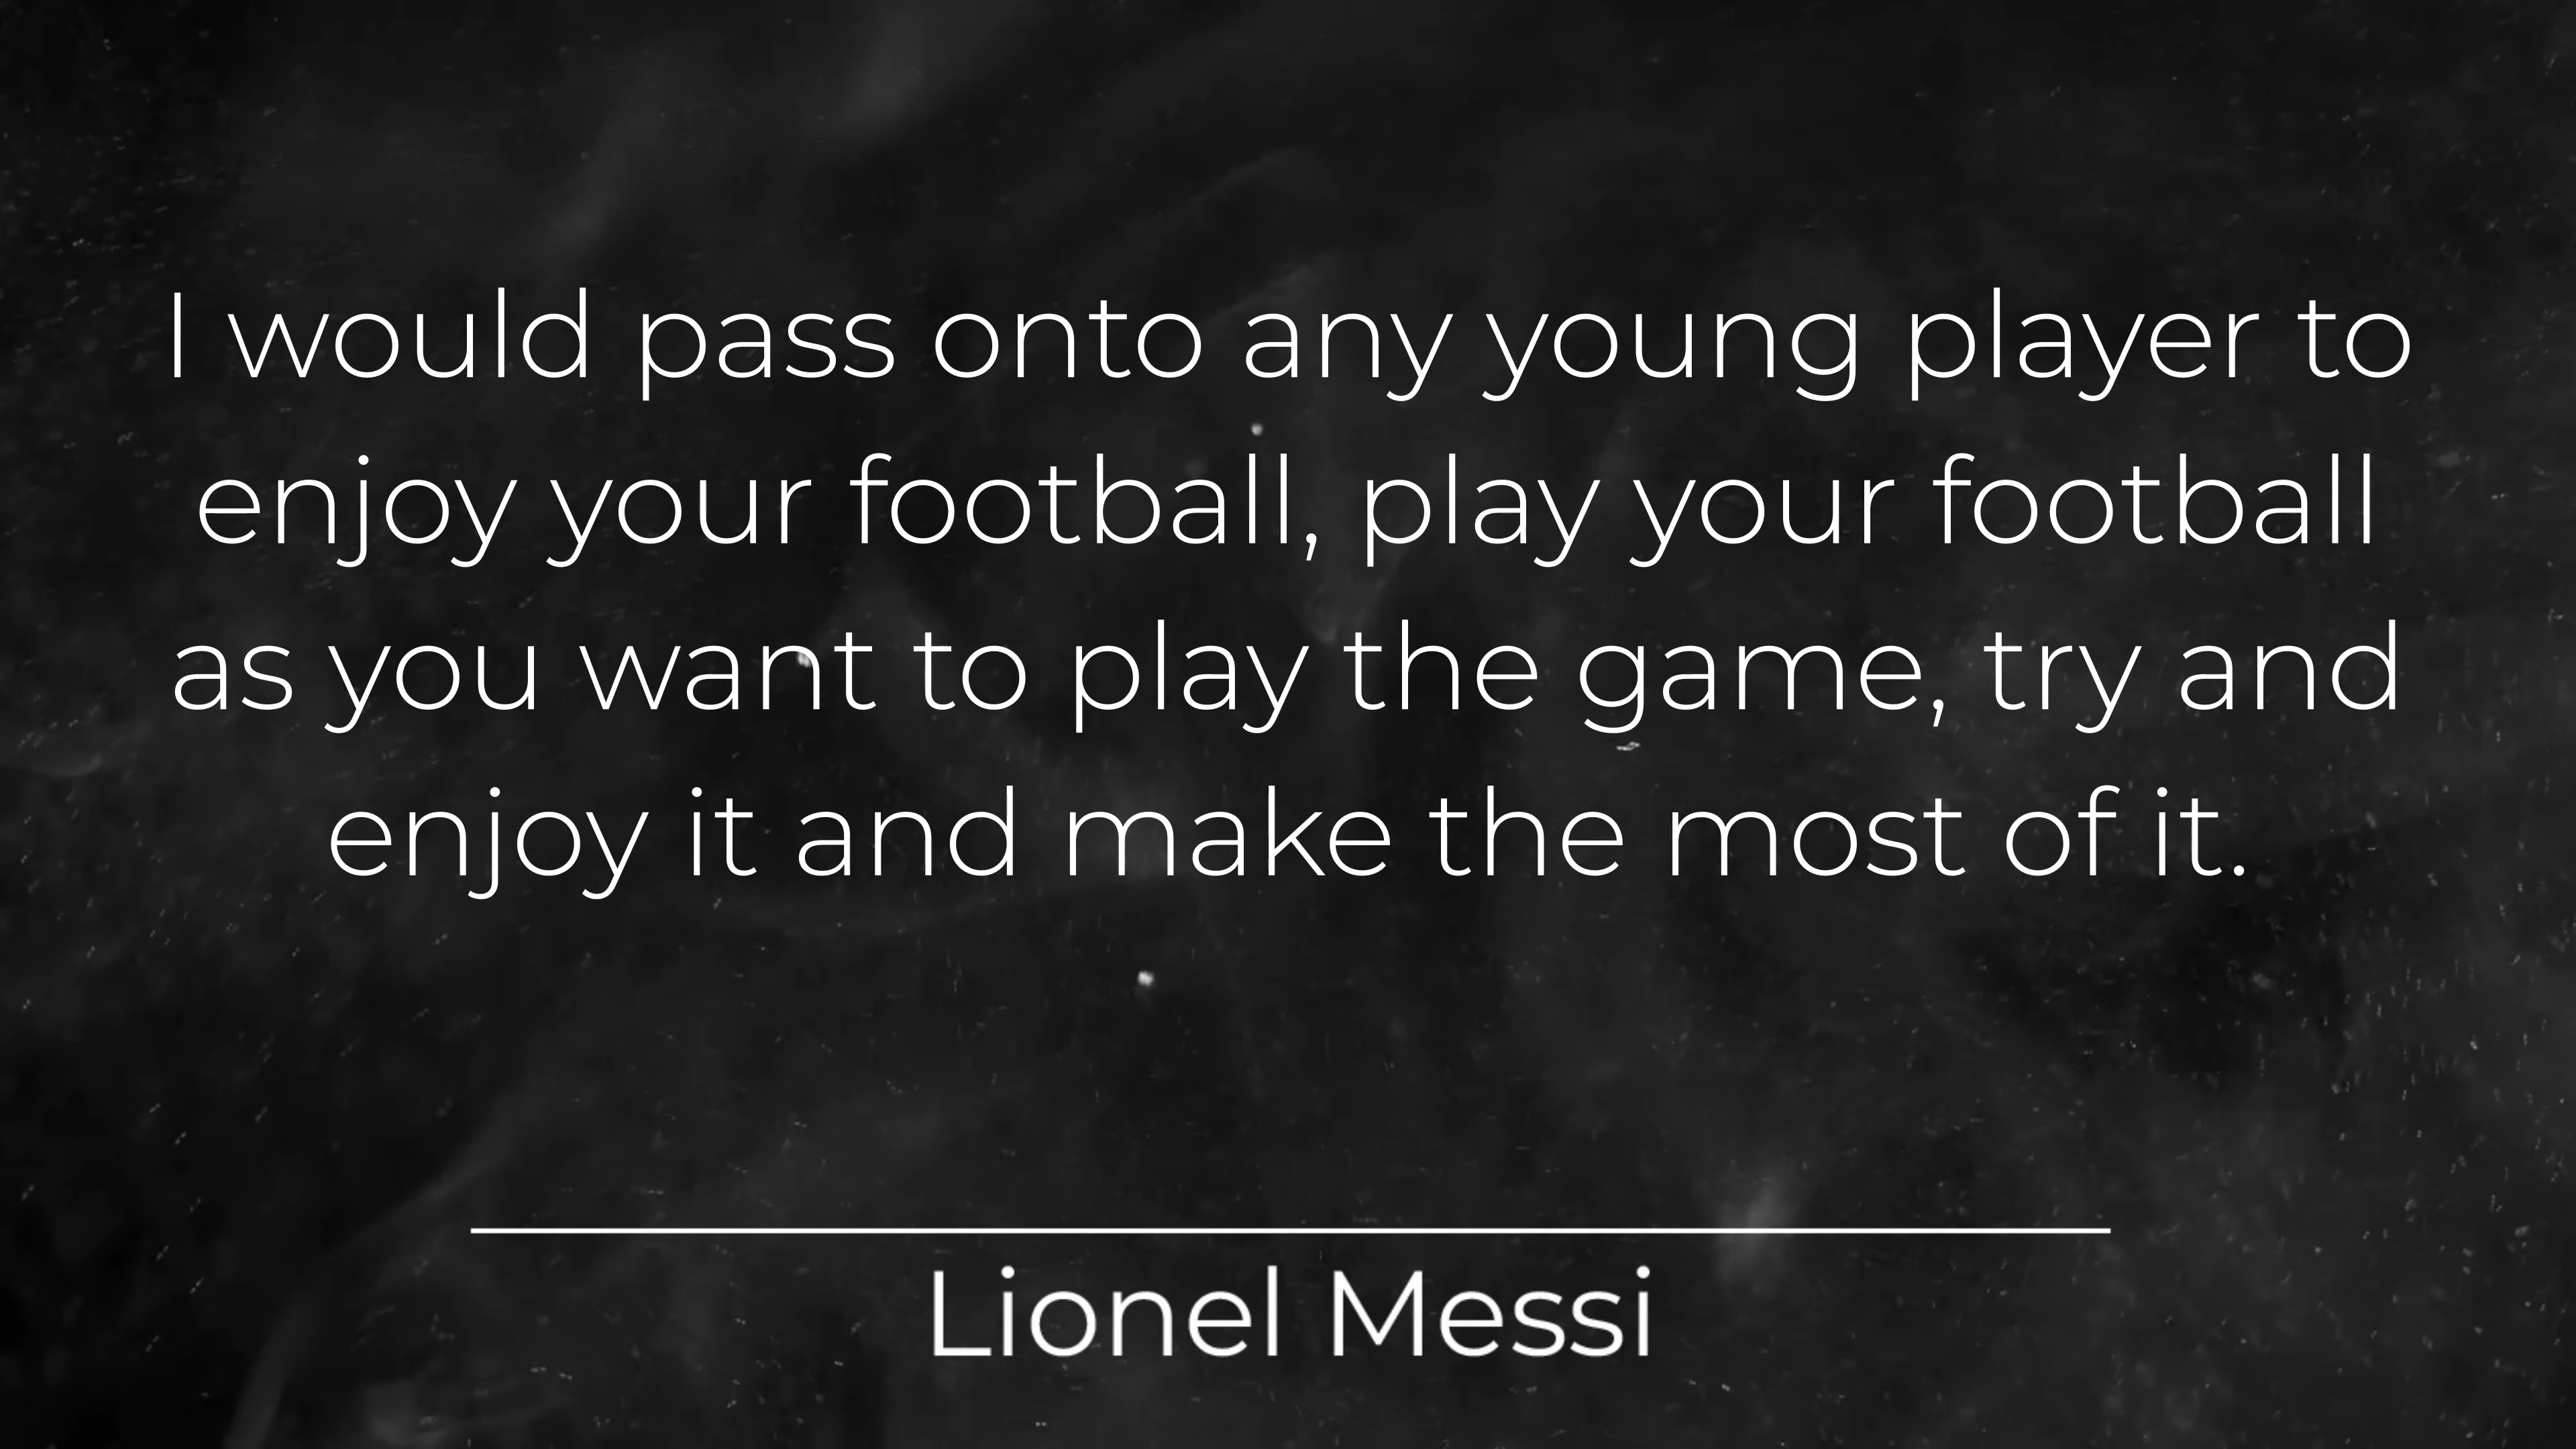 I would pass onto any young player to
enjoy your football, play your football
as you want to play the game, try and
enjoy it and make the most of it.
Lionel Messi